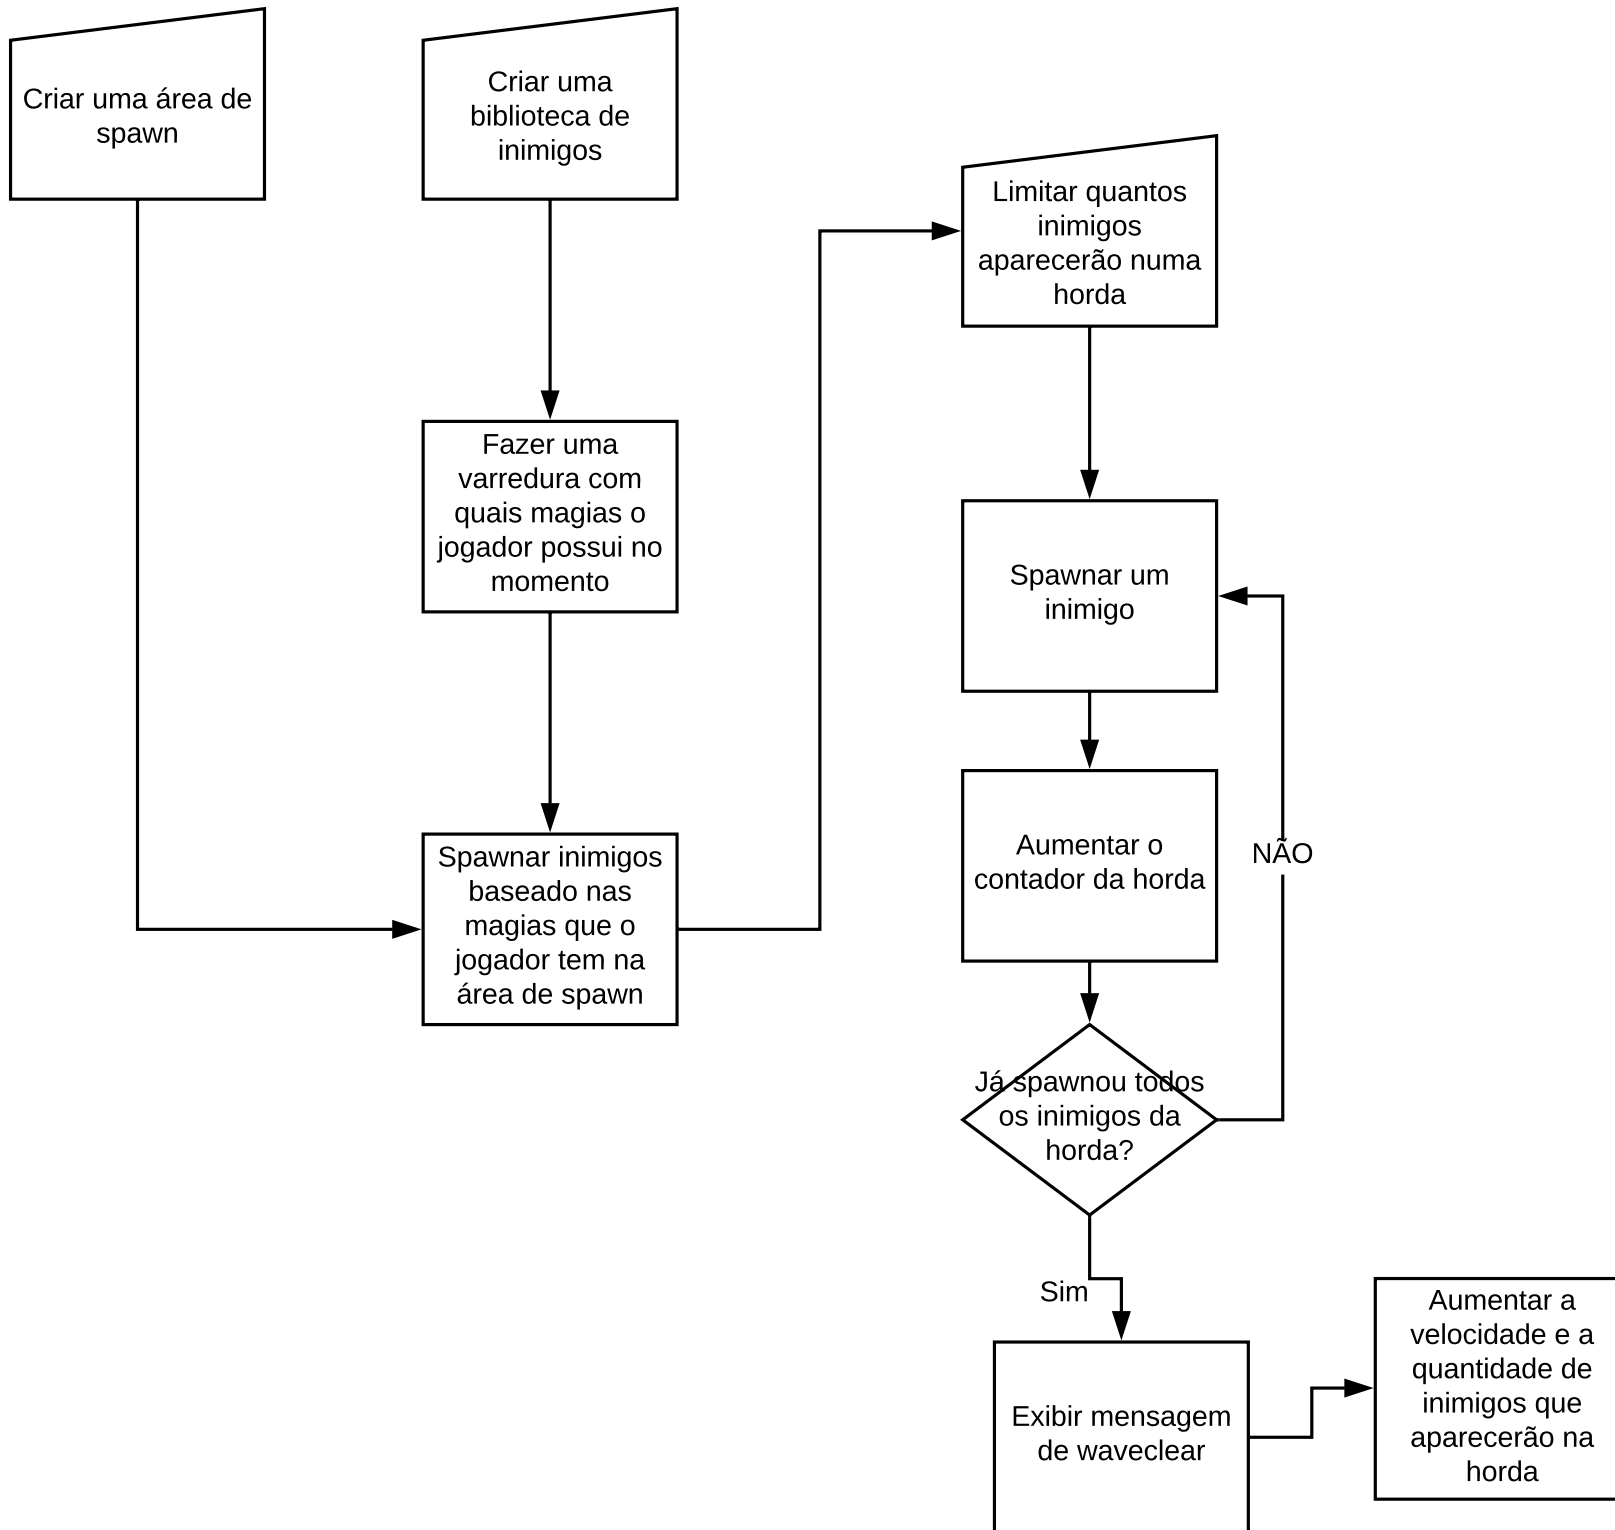 Criar uma área de
spawn
Criar uma
biblioteca de
inimigos
Limitar quantos
inimigos
aparecerão numa
horda
Fazer uma
varredura com
quais magias o
jogador possui no
momento
Spawnar um
inimigo
Spawnar inimigos
baseado nas
magias que o
jogador tem na
área de spawn
Aumentar o
contador da horda
NÃO
Já spawnou todos
os inimigos da
horda?
Sim
Exibir mensagem
de waveclear
Aumentar a
velocidade e a
quantidade de
inimigos que
aparecerão na
horda